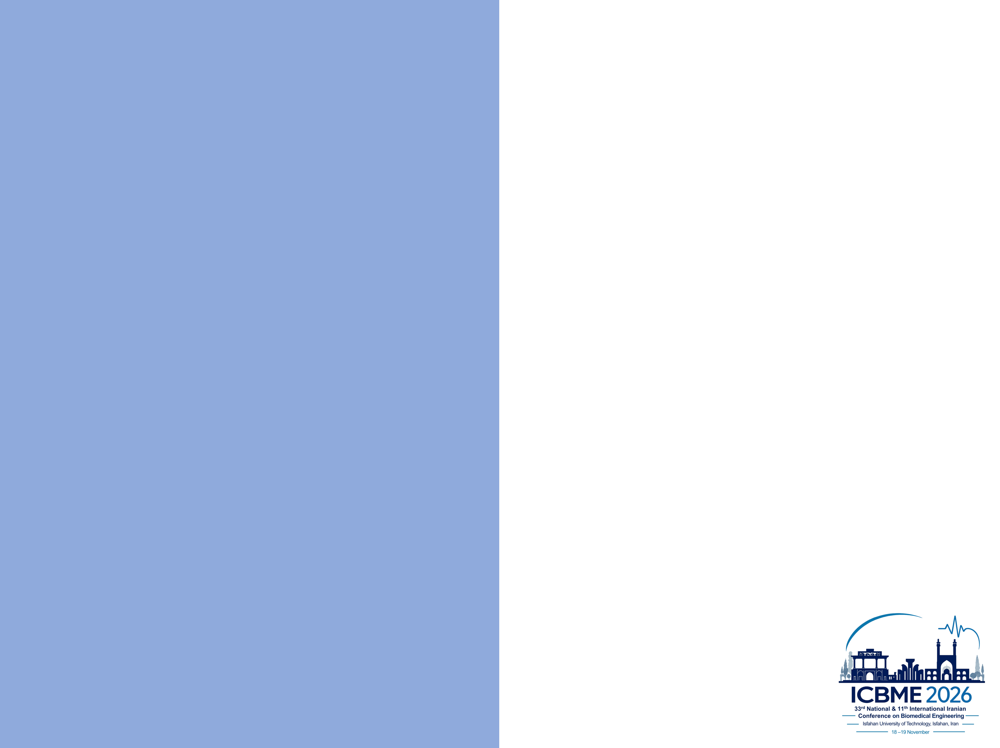 ICBME 2026
33rd National & 11th International Iranian
Conference on Biomedical Engineering
Isfahan University of Technology, Isfahan, Iran
18 –19 November